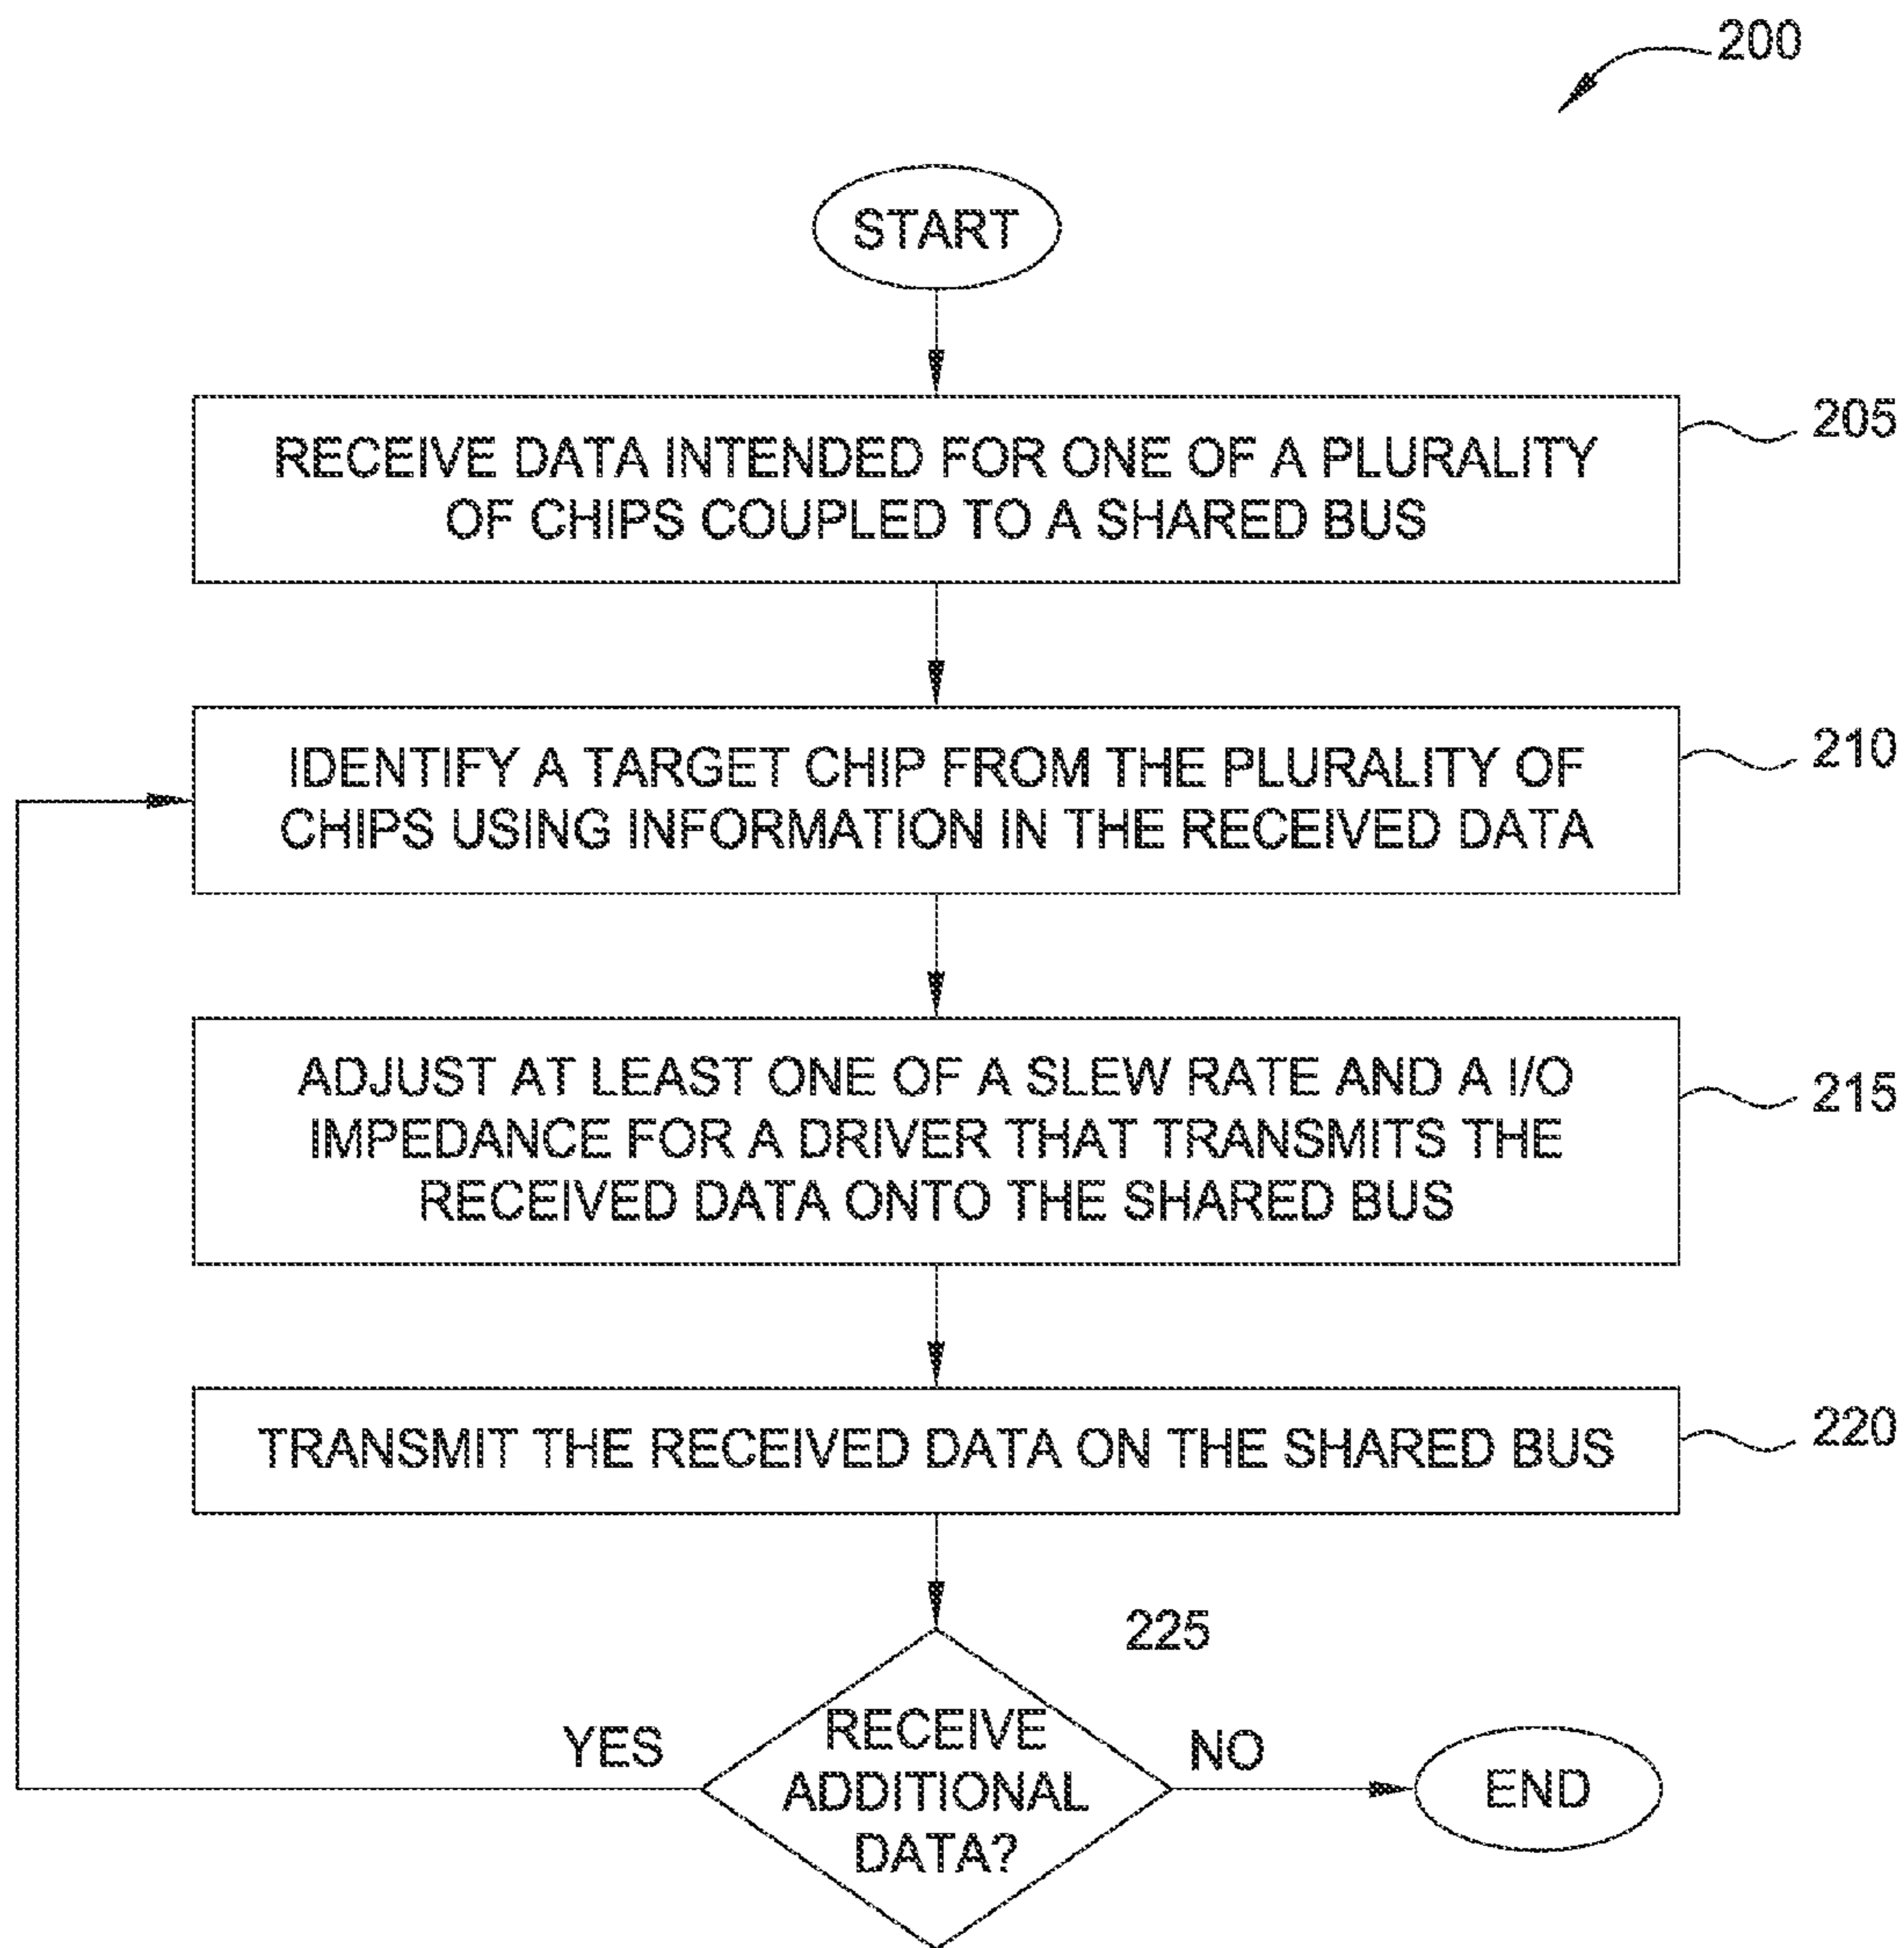 200
START
RECEIVE DATA INTENDED FOR ONE OF A PLURALITY
OF CHIPS COUPLED TO A SHARED BUS
205
IDENTIFY A TARGET CHIP FROM THE PLURALITY OF
CHIPS USING INFORMATION IN THE RECEIVED DATA
210
ADJUST AT LEAST ONE OF A SLEW RATE AND A I/O
IMPEDANCE FOR A DRIVER THAT TRANSMITS THE
RECEIVED DATA ONTO THE SHARED BUS
215
TRANSMIT THE RECEIVED DATA ON THE SHARED BUS
220
225
RECEIVE
ADDITIONAL
DATA?
YES
NO
END